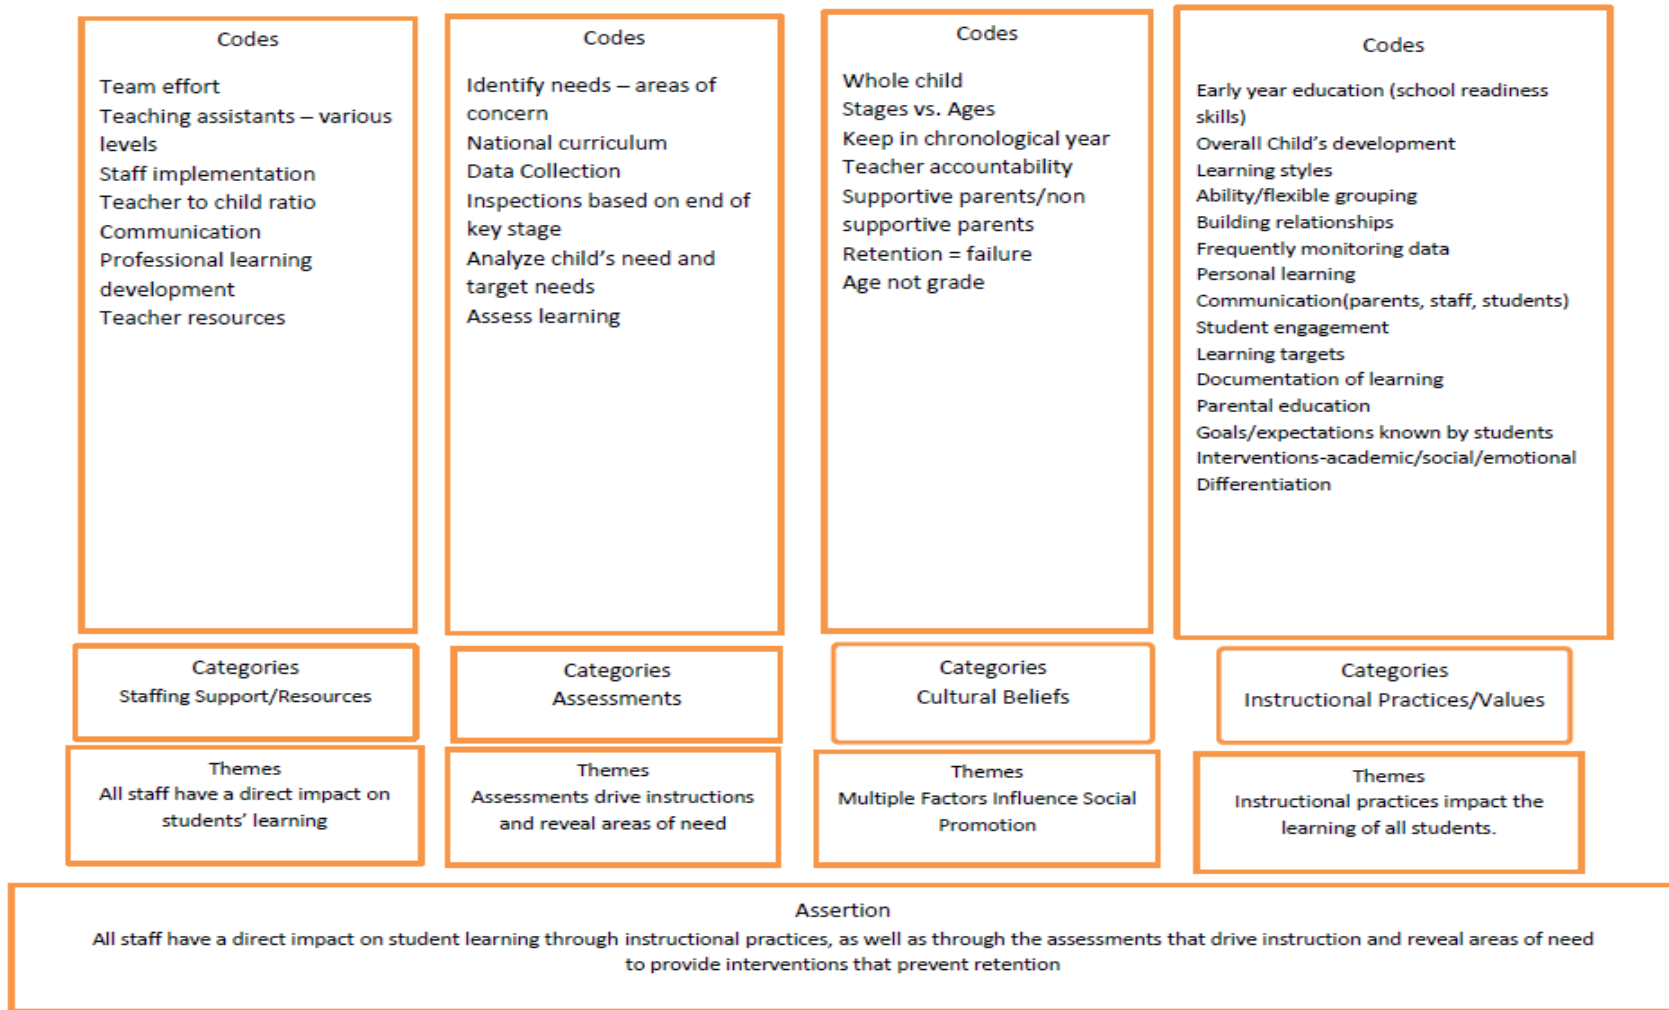 Codes
Team effort
Teaching assistants – various
levels
Staff implementation
Teacher to child ratio
Communication
Professional learning
development
Teacher resources
Codes
Identify needs – areas of
concern
National curriculum
Data Collection
Inspections based on end of
key stage
Analyze child's need and
target needs
Assess learning
Codes
Whole child
Stages vs. Ages
Keep in chronological year
Teacher accountability
Supportive parents/non
supportive parents
Retention = failure
Age not grade
Codes
Early year education (school readiness
skills)
Overall Child's development
Learning styles
Ability/flexible grouping
Building relationships
Frequently monitoring data
Personal learning
Communication(parents, staff, students)
Student engagement
Learning targets
Documentation of learning
Parental education
Goals/expectations known by students
Interventions-academic/social/emotional
Differentiation
Categories
Staffing Support/Resources
Categories
Assessments
Categories
Cultural Beliefs
Categories
Instructional Practices/Values
Themes
All staff have a direct impact on
students' learning
Themes
Assessments drive instructions
and reveal areas of need
Themes
Multiple Factors Influence Social
Promotion
Themes
Instructional practices impact the
learning of all students.
Assertion
All staff have a direct impact on student learning through instructional practices, as well as through the assessments that drive instruction and reveal areas of need
to provide interventions that prevent retention